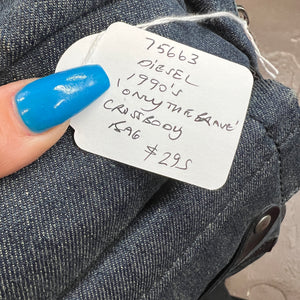 75663
DIESEL
1990's
'ONLY THE BRAVE'
CROSSBODY
BAG
$295